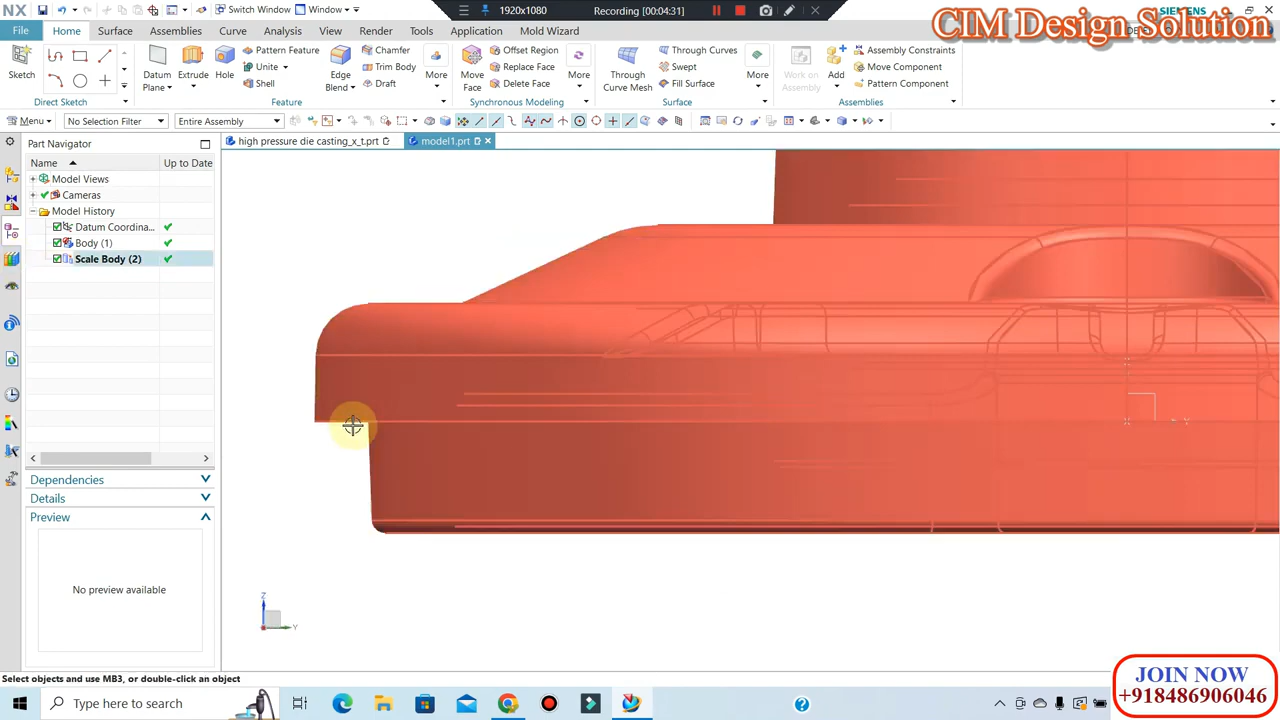 NX
Switch Window
Window
1920x1080
Recording [00:04:31]
SIEMENS
CIM Design Solution
File
Home
Surface
Assemblies
Curve
Analysis
View
Render
Tools
Application
Mold Wizard
Sketch
Direct Sketch
Datum Plane
Extrude
Hole
Pattern Feature
Unite
Shell
Edge Blend
Chamfer
Trim Body
Draft
More
Feature
Move Face
Offset Region
Replace Face
Delete Face
More
Synchronous Modeling
Through Curve Mesh
Through Curves
Swept
Fill Surface
More
Surface
Work on Assembly
Add
Assembly Constraints
Move Component
Pattern Component
Assemblies
Menu
No Selection Filter
Entire Assembly
Part Navigator
high pressure die casting_x_t.prt
model1.prt
Name
Up to Date
Model Views
Cameras
Model History
Datum Coordina...
Body (1)
Scale Body (2)
Dependencies
Details
Preview
No preview available
Z
Y
Select objects and use MB3, or double-click an object
Type here to search
JOIN NOW
+918486906046